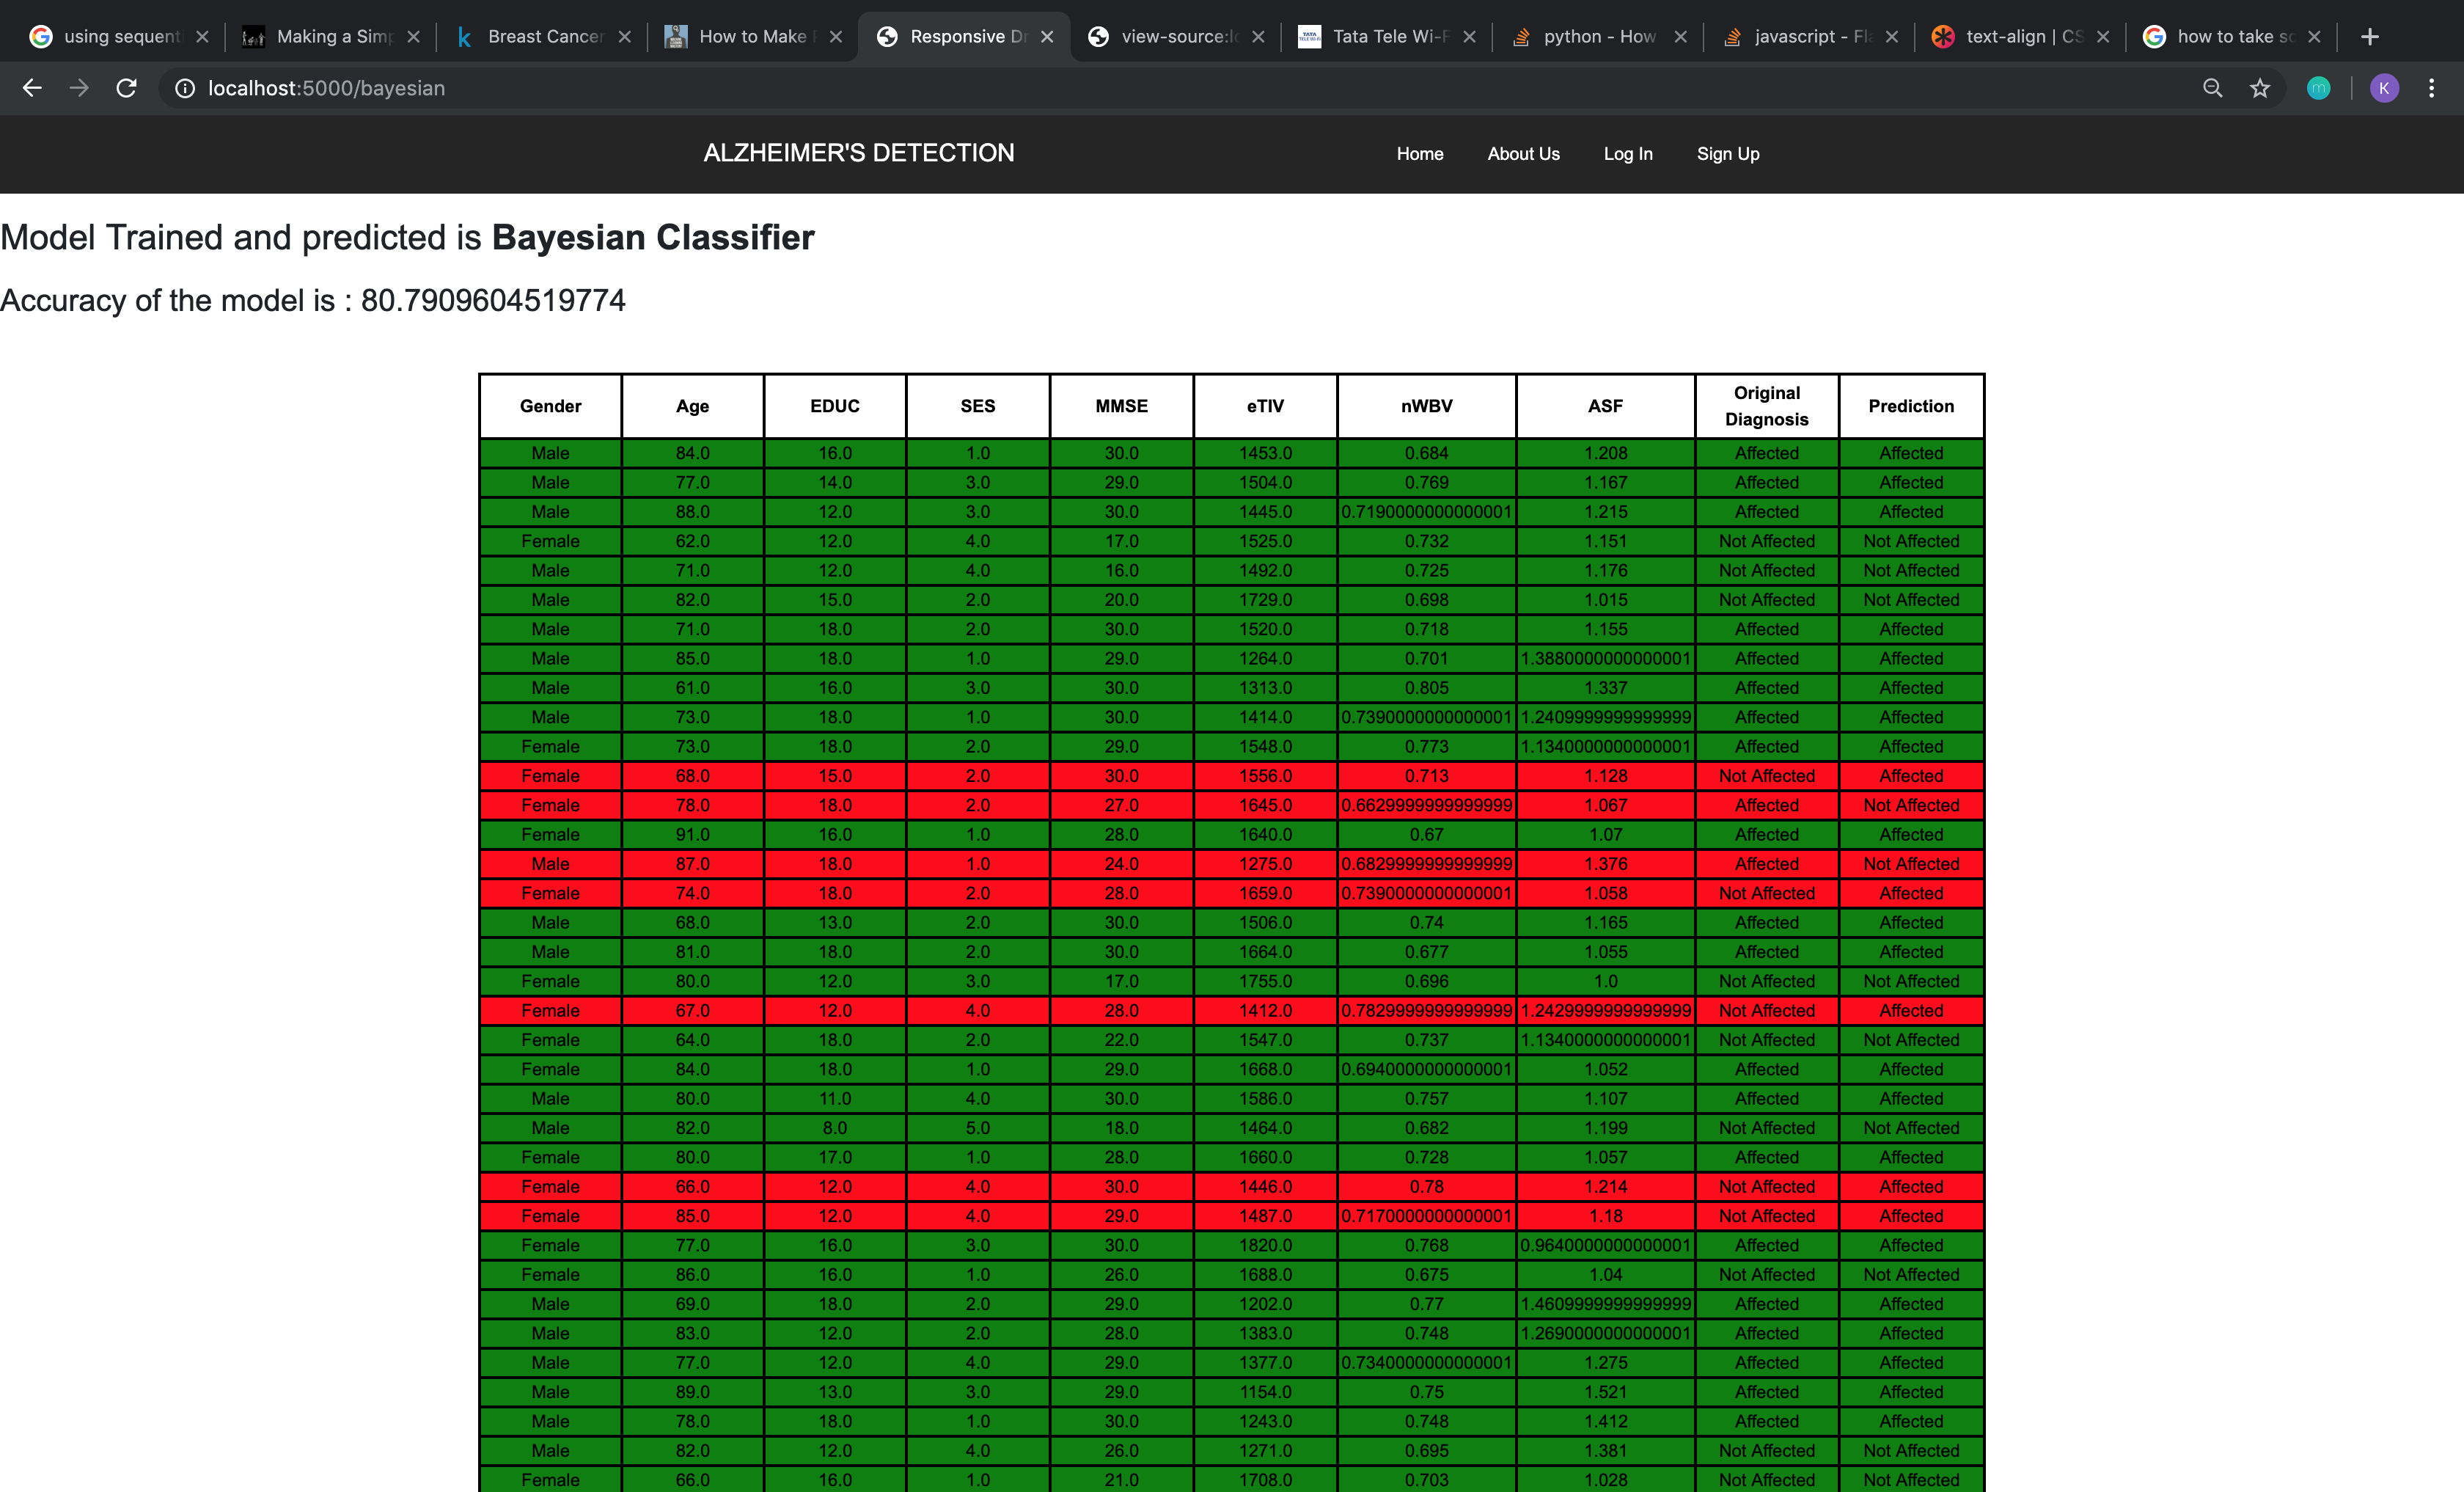 using sequent
Making a Simp
Breast Cancer
How to Make
Responsive Dr
view-source:lo
Tata Tele Wi-F
python - How
javascript - Fla
text-align | CS
how to take sc
localhost:5000/bayesian
K
ALZHEIMER'S DETECTION Home About Us Log In Sign Up
Model Trained and predicted is Bayesian Classifier
Accuracy of the model is : 80.7909604519774
Gender Age EDUC SES MMSE eTIV nWBV ASF Original Diagnosis Prediction
Male 84.0 16.0 1.0 30.0 1453.0 0.684 1.208 Affected Affected
Male 77.0 14.0 3.0 29.0 1504.0 0.769 1.167 Affected Affected
Male 88.0 12.0 3.0 30.0 1445.0 0.7190000000000001 1.215 Affected Affected
Female 62.0 12.0 4.0 17.0 1525.0 0.732 1.151 Not Affected Not Affected
Male 71.0 12.0 4.0 16.0 1492.0 0.725 1.176 Not Affected Not Affected
Male 82.0 15.0 2.0 20.0 1729.0 0.698 1.015 Not Affected Not Affected
Male 71.0 18.0 2.0 30.0 1520.0 0.718 1.155 Affected Affected
Male 85.0 18.0 1.0 29.0 1264.0 0.701 1.3880000000000001 Affected Affected
Male 61.0 16.0 3.0 30.0 1313.0 0.805 1.337 Affected Affected
Male 73.0 18.0 1.0 30.0 1414.0 0.7390000000000001 1.2409999999999999 Affected Affected
Female 73.0 18.0 2.0 29.0 1548.0 0.773 1.1340000000000001 Affected Affected
Female 68.0 15.0 2.0 30.0 1556.0 0.713 1.128 Not Affected Affected
Female 78.0 18.0 2.0 27.0 1645.0 0.6629999999999999 1.067 Affected Not Affected
Female 91.0 16.0 1.0 28.0 1640.0 0.67 1.07 Affected Affected
Male 87.0 18.0 1.0 24.0 1275.0 0.6829999999999999 1.376 Affected Not Affected
Female 74.0 18.0 2.0 28.0 1659.0 0.7390000000000001 1.058 Not Affected Affected
Male 68.0 13.0 2.0 30.0 1506.0 0.74 1.165 Affected Affected
Male 81.0 18.0 2.0 30.0 1664.0 0.677 1.055 Affected Affected
Female 80.0 12.0 3.0 17.0 1755.0 0.696 1.0 Not Affected Not Affected
Female 67.0 12.0 4.0 28.0 1412.0 0.7829999999999999 1.2429999999999999 Not Affected Affected
Female 64.0 18.0 2.0 22.0 1547.0 0.737 1.1340000000000001 Not Affected Not Affected
Female 84.0 18.0 1.0 29.0 1668.0 0.6940000000000001 1.052 Affected Affected
Male 80.0 11.0 4.0 30.0 1586.0 0.757 1.107 Affected Affected
Male 82.0 8.0 5.0 18.0 1464.0 0.682 1.199 Not Affected Not Affected
Female 80.0 17.0 1.0 28.0 1660.0 0.728 1.057 Affected Affected
Female 66.0 12.0 4.0 30.0 1446.0 0.78 1.214 Not Affected Affected
Female 85.0 12.0 4.0 29.0 1487.0 0.7170000000000001 1.18 Not Affected Affected
Female 77.0 16.0 3.0 30.0 1820.0 0.768 0.9640000000000001 Affected Affected
Female 86.0 16.0 1.0 26.0 1688.0 0.675 1.04 Not Affected Not Affected
Male 69.0 18.0 2.0 29.0 1202.0 0.77 1.4609999999999999 Affected Affected
Male 83.0 12.0 2.0 28.0 1383.0 0.748 1.2690000000000001 Affected Affected
Male 77.0 12.0 4.0 29.0 1377.0 0.7340000000000001 1.275 Affected Affected
Male 89.0 13.0 3.0 29.0 1154.0 0.75 1.521 Affected Affected
Male 78.0 18.0 1.0 30.0 1243.0 0.748 1.412 Affected Affected
Male 82.0 12.0 4.0 26.0 1271.0 0.695 1.381 Not Affected Not Affected
Female 66.0 16.0 1.0 21.0 1708.0 0.703 1.028 Not Affected Not Affected